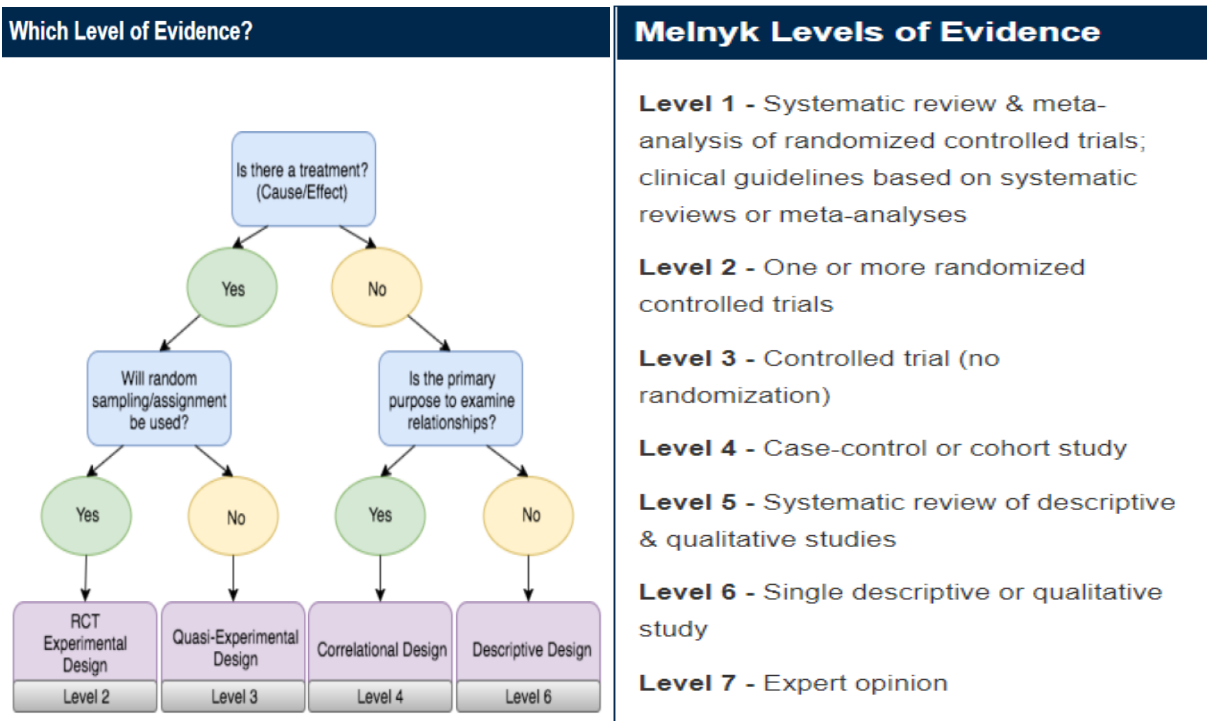 Which Level of Evidence?
Is there a treatment?
(Cause/Effect)
Yes
No
Will random
sampling/assignment
be used?
Is the primary
purpose to examine
relationships?
Yes
No
Yes
No
RCT
Experimental
Design
Level 2
Quasi-Experimental
Design
Level 3
Correlational Design
Level 4
Descriptive Design
Level 6
Melnyk Levels of Evidence
Level 1 - Systematic review & meta-
analysis of randomized controlled trials;
clinical guidelines based on systematic
reviews or meta-analyses
Level 2 - One or more randomized
controlled trials
Level 3 - Controlled trial (no
randomization)
Level 4 - Case-control or cohort study
Level 5 - Systematic review of descriptive
& qualitative studies
Level 6 - Single descriptive or qualitative
study
Level 7 - Expert opinion